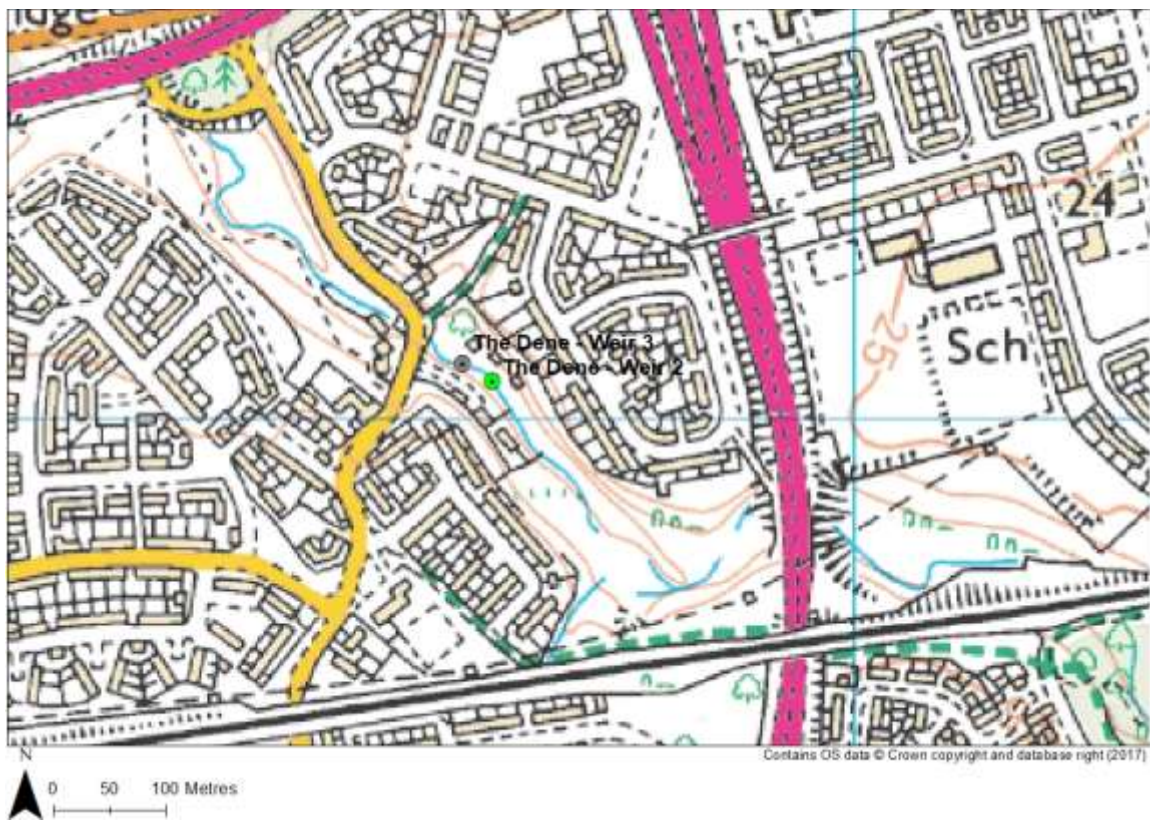 dge
24
25
Sch
The Dene - Weir 3
The Dene - Weir 2
Contains OS data © Crown copyright and database right (2017)
N
0 50 100 Metres